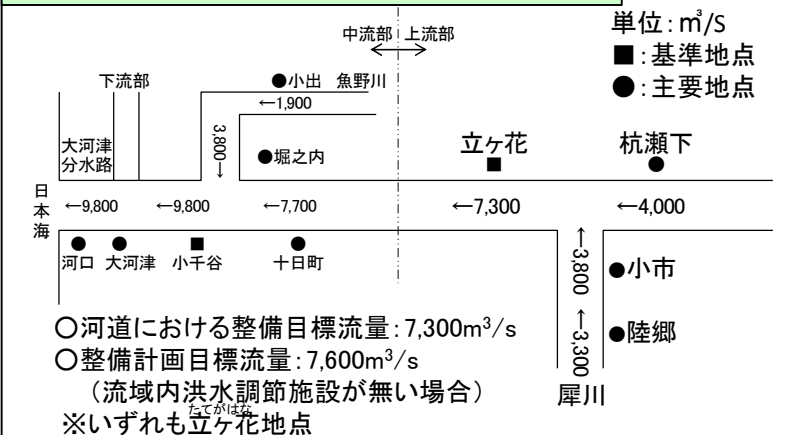 単位:㎥/S
■:基準地点
●:主要地点
中流部 上流部
下流部
●小出 魚野川
←1,900
大河津
分水路
3,800→
●堀之内
立ヶ花
■
杭瀬下
●
日本海
←9,800 ←9,800 ←7,700 ←7,300 ←4,000
● ● ■ ●
河口 大河津 小千谷 十日町
←3,800
●小市
←3,300
●陸郷
犀川
○河道における整備目標流量:7,300m³/s
○整備計画目標流量:7,600m³/s
(流域内洪水調節施設が無い場合)
たてがはな
※いずれも立ヶ花地点